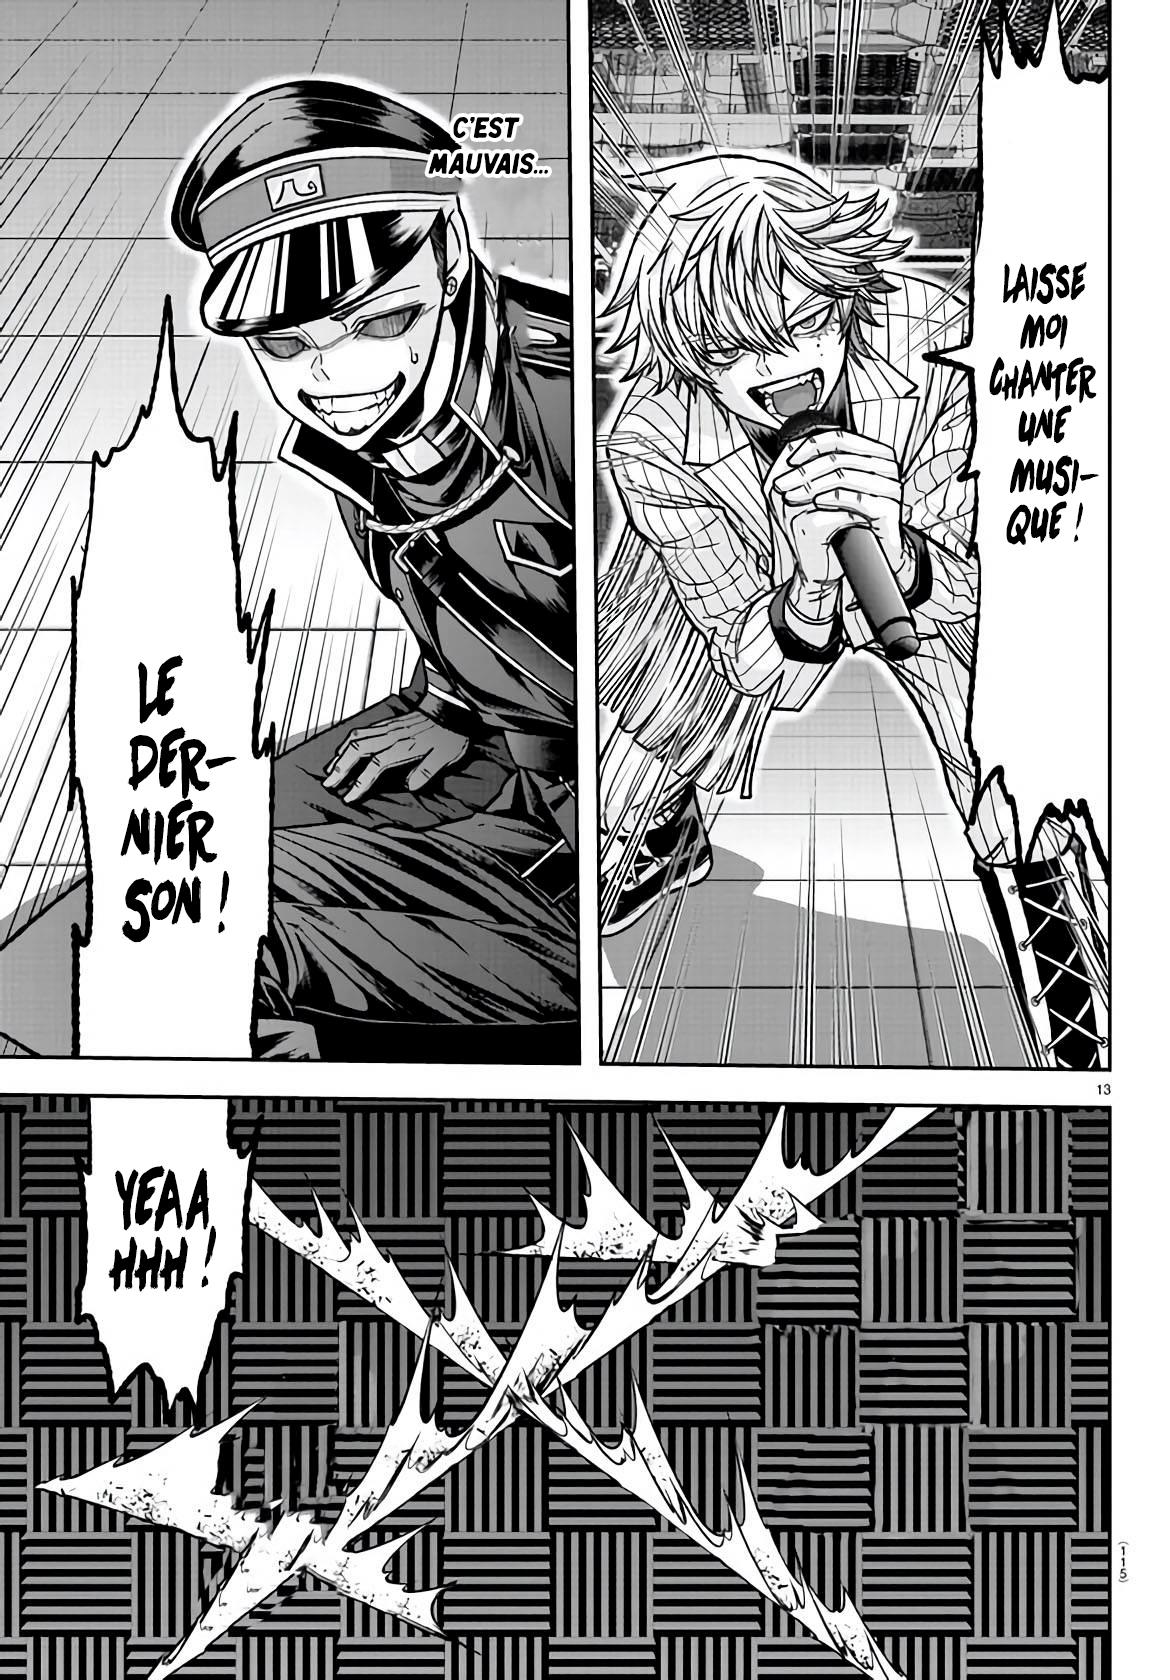 LAISSE
MOI
CHANTER
UNE
MUSI-
QUE !
C'EST
MAUVAIS...
LE
DER-
NIER
SON !
13
YEAA
HHH !
(115)